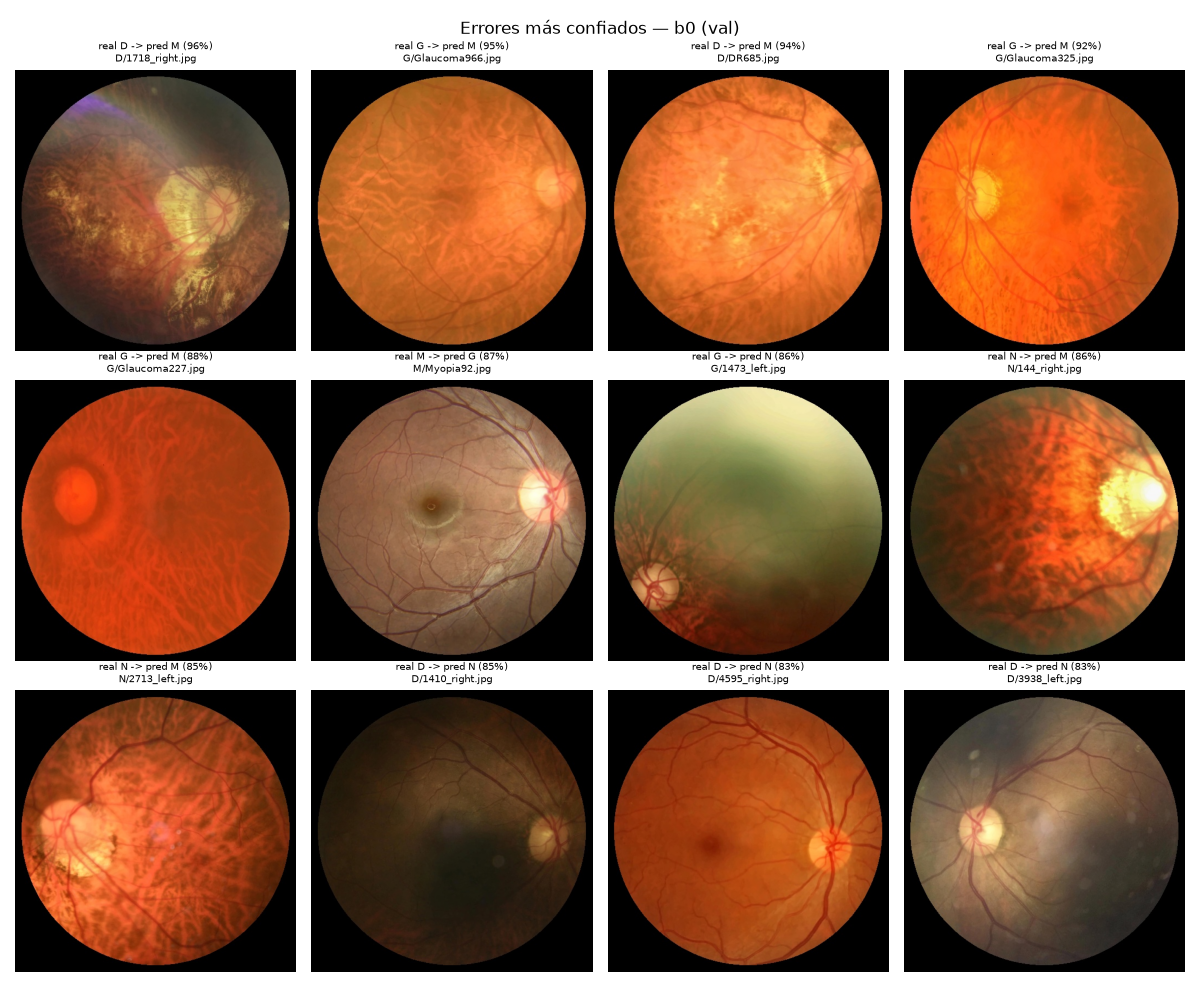 Errores más confiados — b0 (val)
real D -> pred M (96%)
D/1718_right.jpg
real G -> pred M (95%)
G/Glaucoma966.jpg
real D -> pred M (94%)
D/DR685.jpg
real G -> pred M (92%)
G/Glaucoma325.jpg
real G -> pred M (88%)
G/Glaucoma227.jpg
real M -> pred G (87%)
M/Myopia92.jpg
real G -> pred N (86%)
G/1473_left.jpg
real N -> pred M (86%)
N/144_right.jpg
real N -> pred M (85%)
N/2713_left.jpg
real D -> pred N (85%)
D/1410_right.jpg
real D -> pred N (83%)
D/4595_right.jpg
real D -> pred N (83%)
D/3938_left.jpg